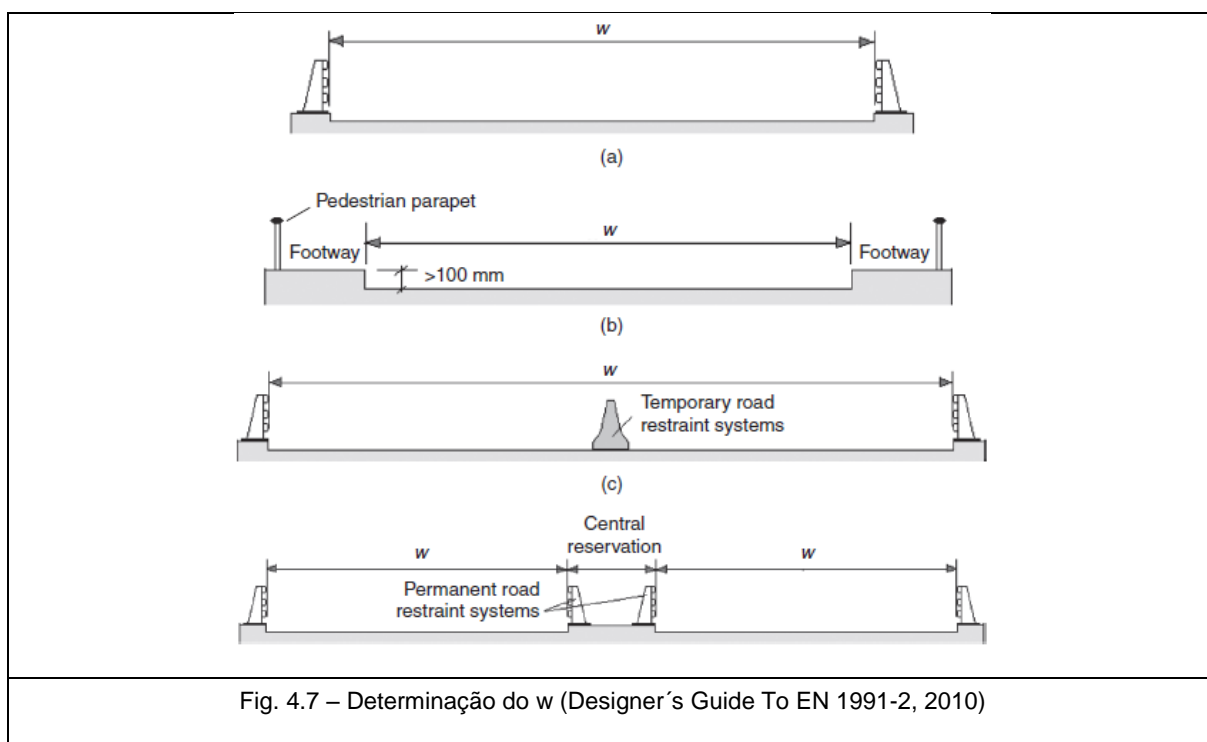 w
(a)
Pedestrian parapet
w
Footway
Footway
>100 mm
(b)
w
Temporary road
restraint systems
(c)
Central
reservation
w
w
Permanent road
restraint systems
Fig. 4.7 – Determinação do w (Designer´s Guide To EN 1991-2, 2010)